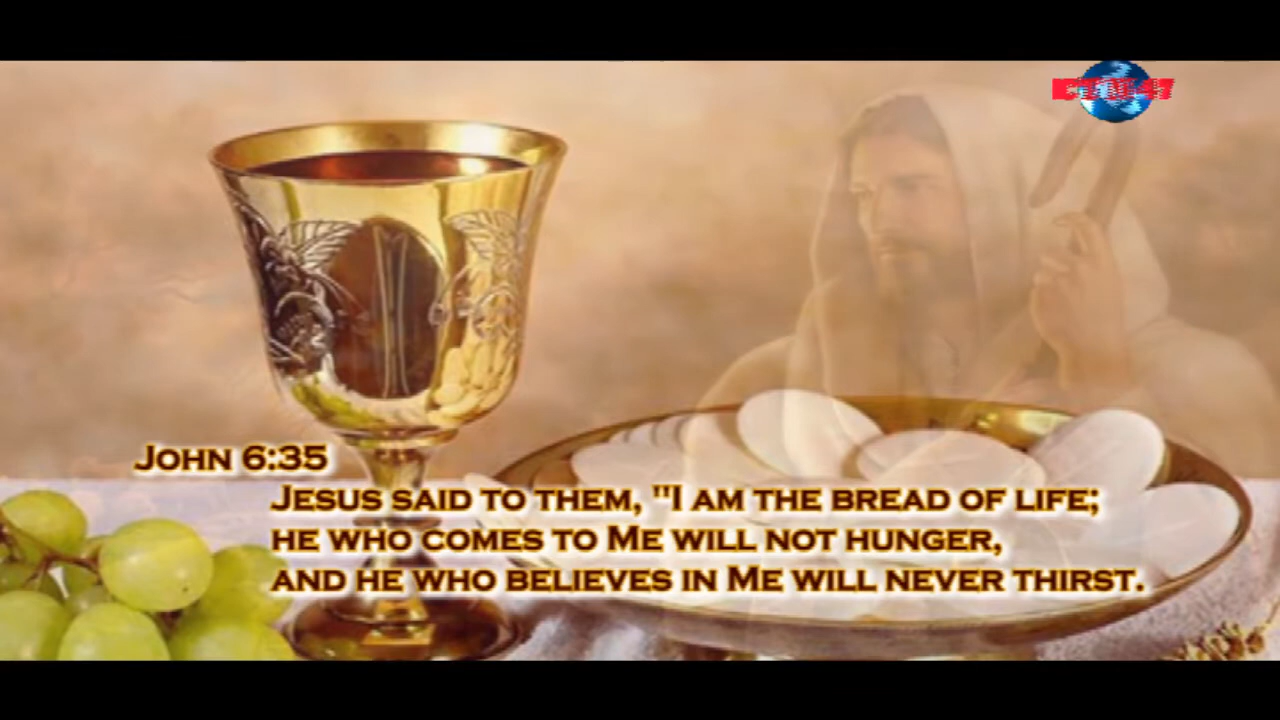 John 6:35
Jesus said to them, "I am the bread of life;
he who comes to Me will not hunger,
and he who believes in Me will never thirst.